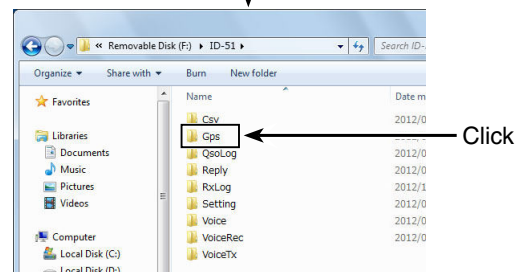 « Removable Disk (F:) ▸ ID-51 ▸ Search ID-
Organize ▾ Share with ▾ Burn New folder
Favorites
Libraries
Documents
Music
Pictures
Videos
Computer
Local Disk (C:)
Local Disk (D:)
Name Date m
Csv 2012/0
Gps
QsoLog 2012/0
Reply 2012/0
RxLog 2012/1
Setting 2012/0
Voice 2012/0
VoiceRec 2012/0
VoiceTx
Click